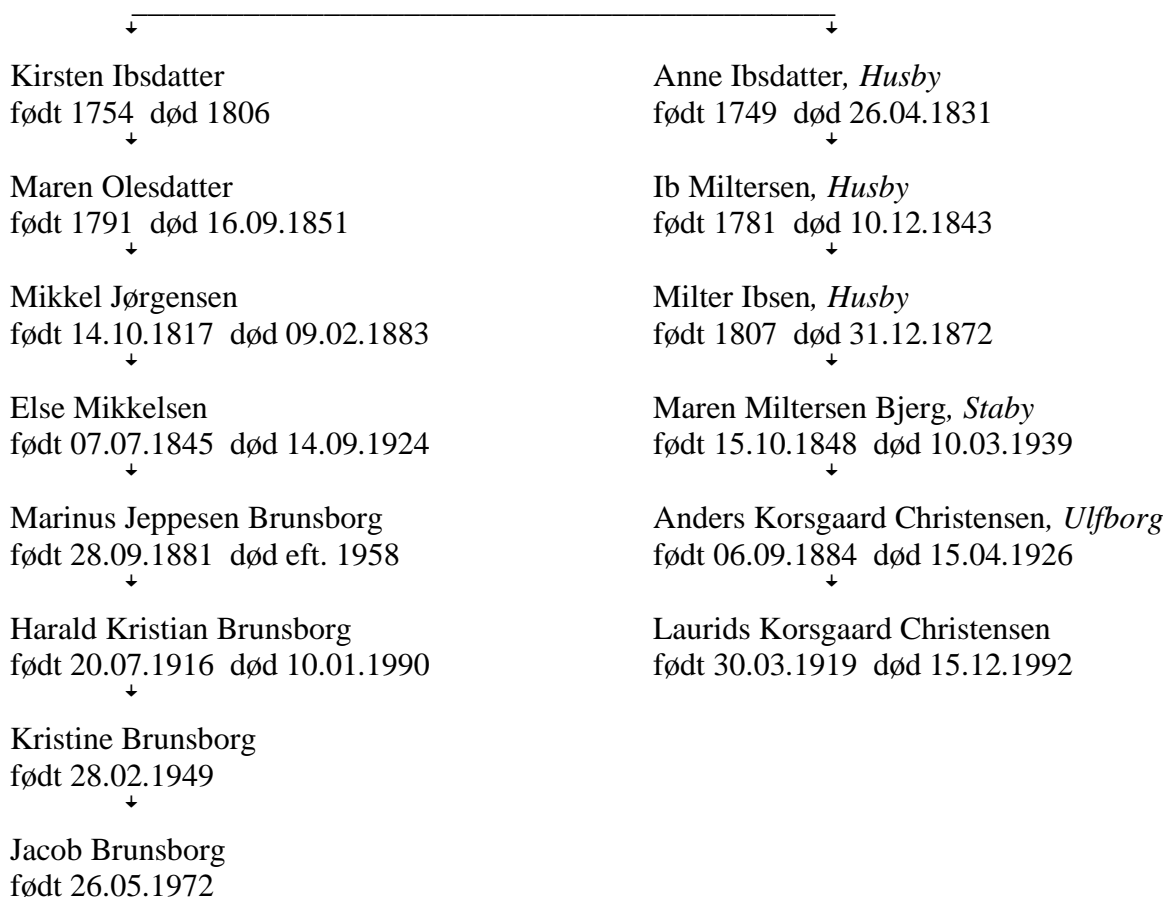 Kirsten Ibsdatter
født 1754  død 1806
Maren Olesdatter
født 1791  død 16.09.1851
Mikkel Jørgensen
født 14.10.1817  død 09.02.1883
Else Mikkelsen
født 07.07.1845  død 14.09.1924
Marinus Jeppesen Brunsborg
født 28.09.1881  død eft. 1958
Harald Kristian Brunsborg
født 20.07.1916  død 10.01.1990
Kristine Brunsborg
født 28.02.1949
Jacob Brunsborg
født 26.05.1972
Anne Ibsdatter, Husby
født 1749  død 26.04.1831
Ib Miltersen, Husby
født 1781  død 10.12.1843
Milter Ibsen, Husby
født 1807  død 31.12.1872
Maren Miltersen Bjerg, Staby
født 15.10.1848  død 10.03.1939
Anders Korsgaard Christensen, Ulfborg
født 06.09.1884  død 15.04.1926
Laurids Korsgaard Christensen
født 30.03.1919  død 15.12.1992